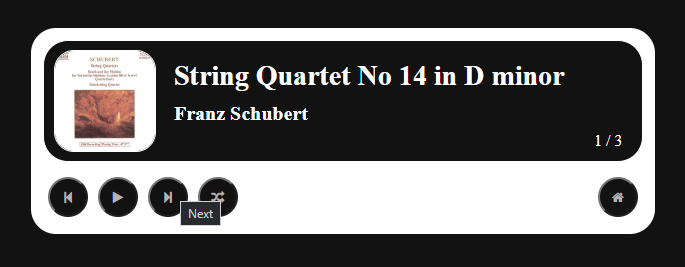 SCHUBERT
String Quartets
String Quartet No 14 in D minor
Franz Schubert
1 / 3
Next